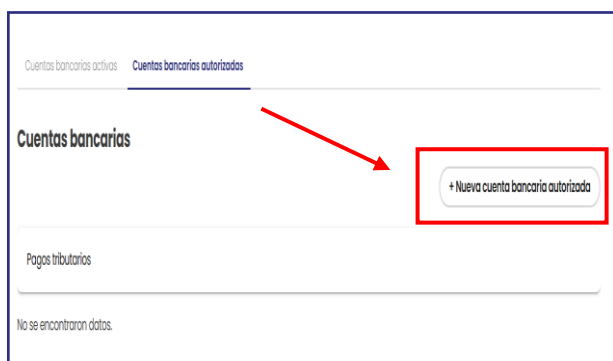 Cuentas bancarias activas Cuentas bancarias autorizadas
Cuentas bancarias
+ Nueva cuenta bancaria autorizada
Pagos tributarios
No se encontraron datos.